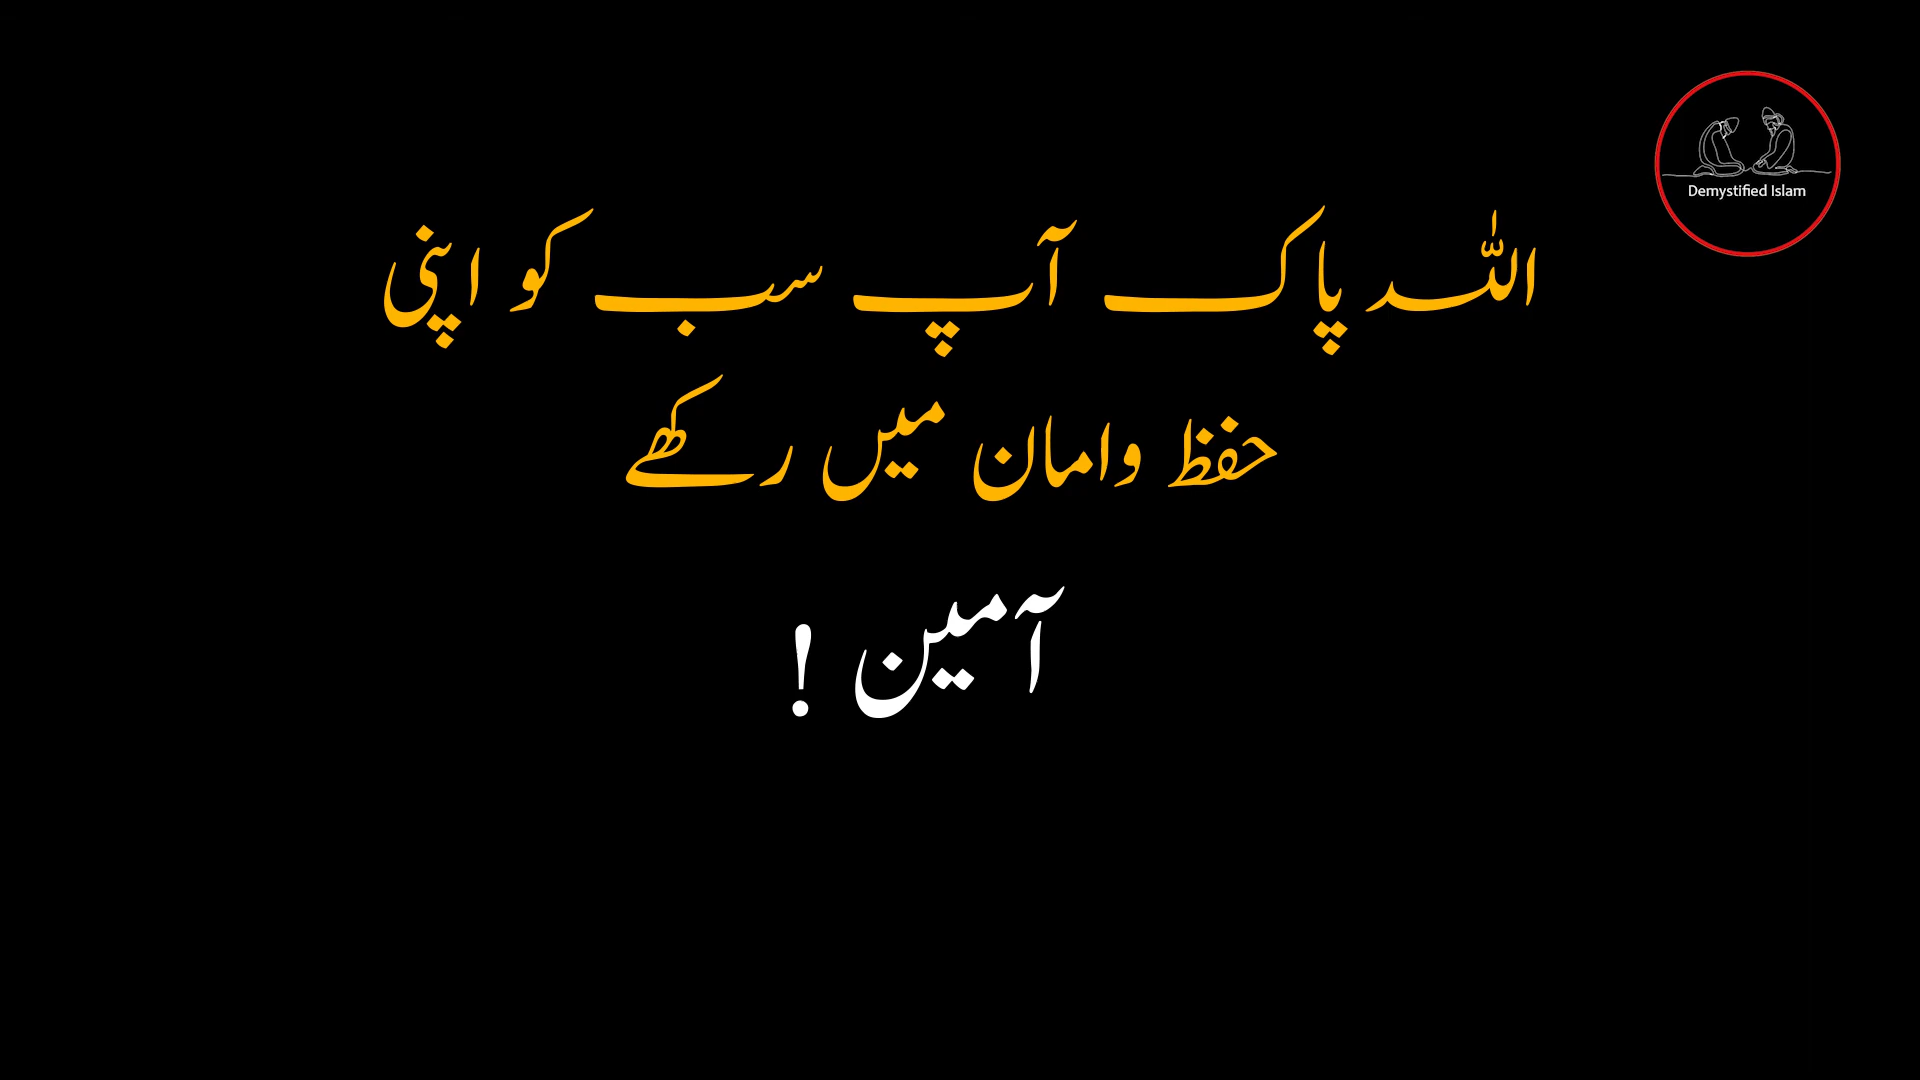 Demystified Islam
اللہ پاک آپ سب کو اپنی
حفظ وامان میں رکھے
آمین !